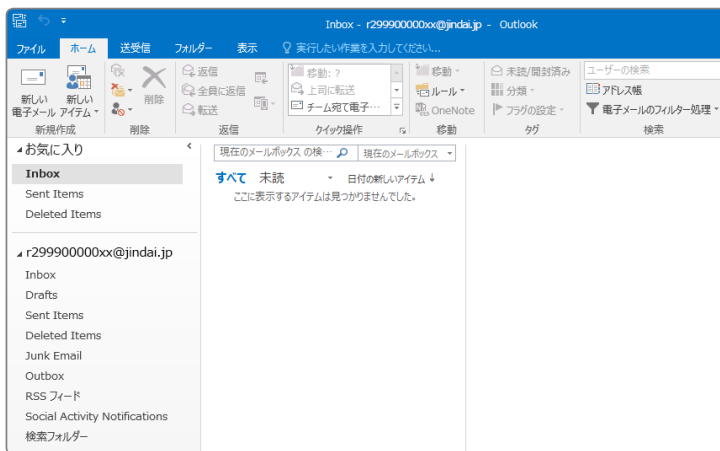 Inbox - r299900000xx@jindai.jp - Outlook
ファイル ホーム 送受信 フォルダー 表示 実行したい作業を入力してください...
新しい 電子メール
新しい アイテム
新規作成
削除
削除
返信
全員に返信
転送
返信
移動: ?
上司に転送
チーム宛て電子…
クイック操作
移動
ルール
OneNote
移動
未読/開封済み
分類
フラグの設定
タグ
ユーザーの検索
アドレス帳
電子メールのフィルター処理
検索
お気に入り
Inbox
Sent Items
Deleted Items
r299900000xx@jindai.jp
Inbox
Drafts
Sent Items
Deleted Items
Junk Email
Outbox
RSS フィード
Social Activity Notifications
検索フォルダー
現在のメールボックス の検… 現在のメールボックス
すべて 未読 日付の新しいアイテム ↓
ここに表示するアイテムは見つかりませんでした。